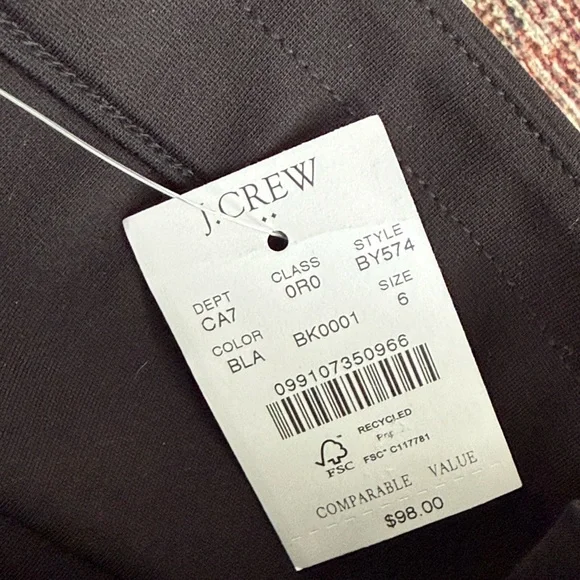 J.CREW
DEPT CLASS STYLE
CA7 0R0 BY574
COLOR SIZE
BLA BK0001 6
099107350966
RECYCLED
FSC
FSC™ C117781
COMPARABLE VALUE
$98.00